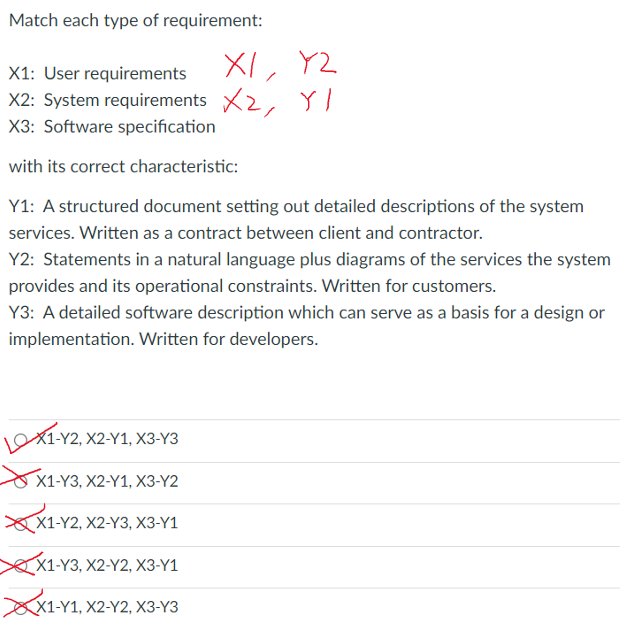 Match each type of requirement:
X1, Y2
X1: User requirements
X2: System requirements X2, Y1
X3: Software specification
with its correct characteristic:
Y1: A structured document setting out detailed descriptions of the system
services. Written as a contract between client and contractor.
Y2: Statements in a natural language plus diagrams of the services the system
provides and its operational constraints. Written for customers.
Y3: A detailed software description which can serve as a basis for a design or
implementation. Written for developers.
X1-Y2, X2-Y1, X3-Y3
X1-Y3, X2-Y1, X3-Y2
X1-Y2, X2-Y3, X3-Y1
X1-Y3, X2-Y2, X3-Y1
X1-Y1, X2-Y2, X3-Y3